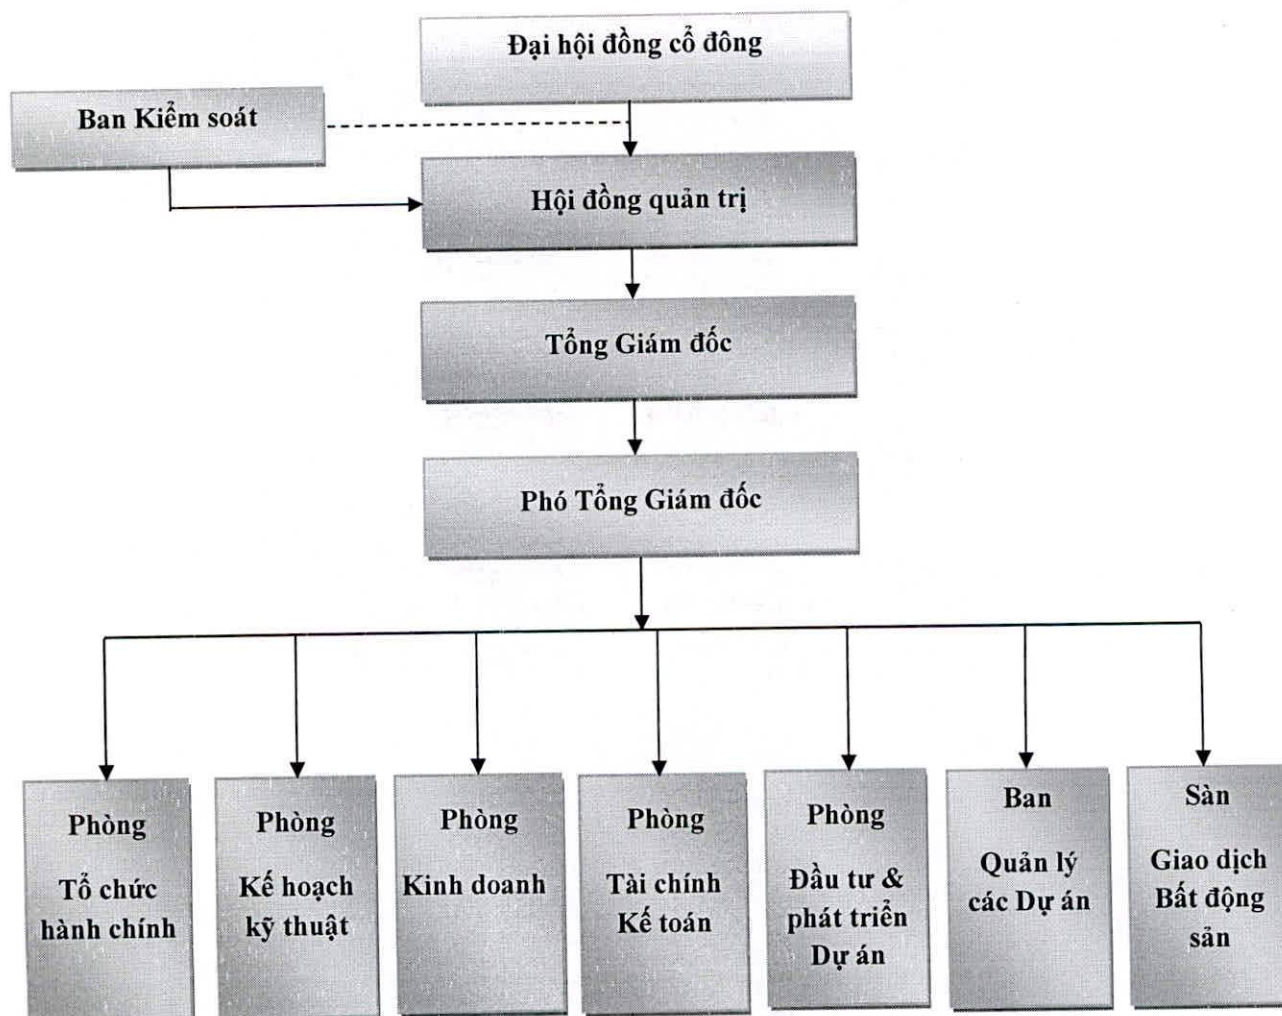 Đại hội đồng cổ đông
Ban Kiểm soát
Hội đồng quản trị
Tổng Giám đốc
Phó Tổng Giám đốc
Phòng
Tổ chức
hành chính
Phòng
Kế hoạch
kỹ thuật
Phòng
Kinh doanh
Phòng
Tài chính
Kế toán
Phòng
Đầu tư &
phát triển
Dự án
Ban
Quản lý
các Dự án
Sàn
Giao dịch
Bất động
sản